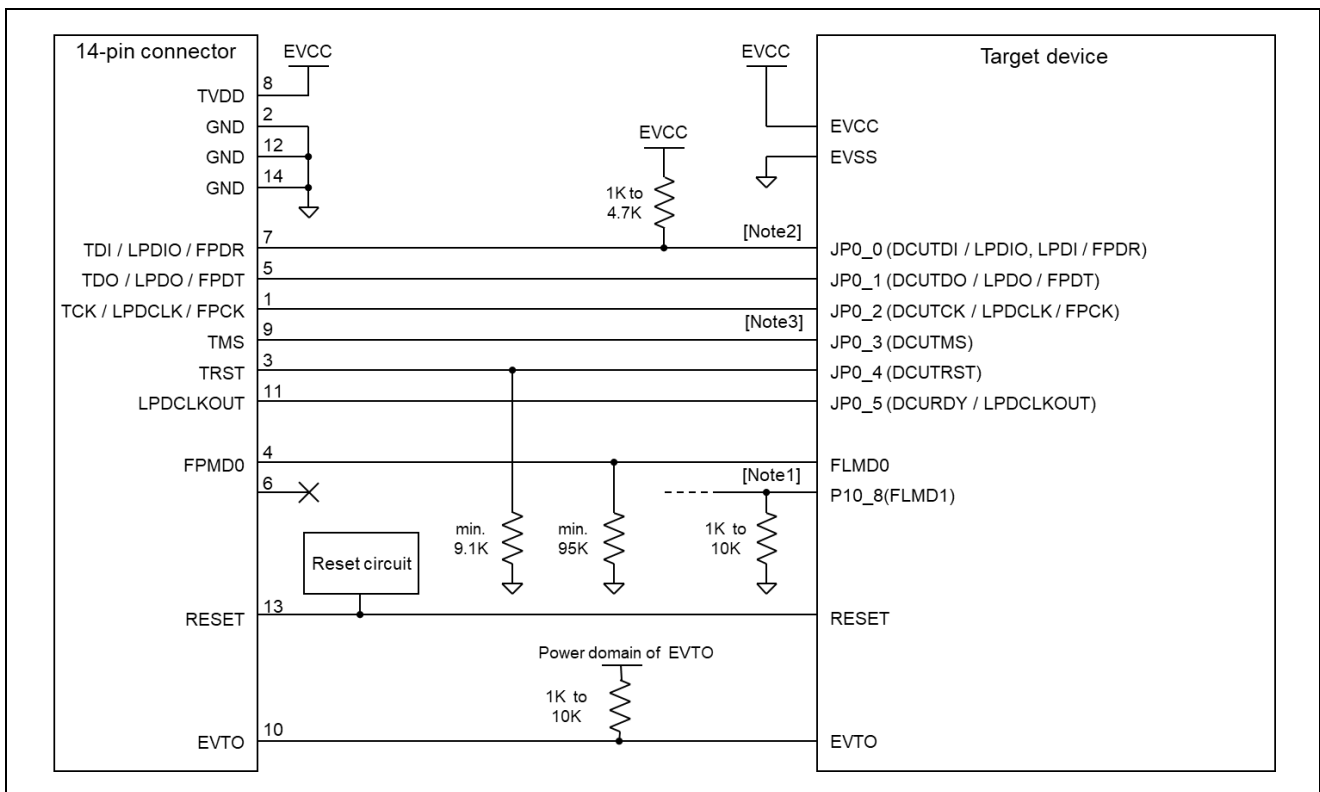 14-pin connector
EVCC
EVCC
Target device
8
TVDD
2
GND
EVCC
EVCC
12
GND
EVSS
14
GND
1K to
4.7K
[Note2]
7
TDI / LPDIO / FPDR
JP0_0 (DCUTDI / LPDIO, LPDI / FPDR)
5
TDO / LPDO / FPDT
JP0_1 (DCUTDO / LPDO / FPDT)
1
TCK / LPDCLK / FPCK
JP0_2 (DCUTCK / LPDCLK / FPCK)
[Note3]
9
TMS
JP0_3 (DCUTMS)
3
TRST
JP0_4 (DCUTRST)
11
LPDCLKOUT
JP0_5 (DCURDY / LPDCLKOUT)
4
FPMD0
FLMD0
[Note1]
6
P10_8(FLMD1)
min.
9.1K
min.
95K
1K to
10K
Reset circuit
13
RESET
RESET
Power domain of EVTO
1K to
10K
10
EVTO
EVTO